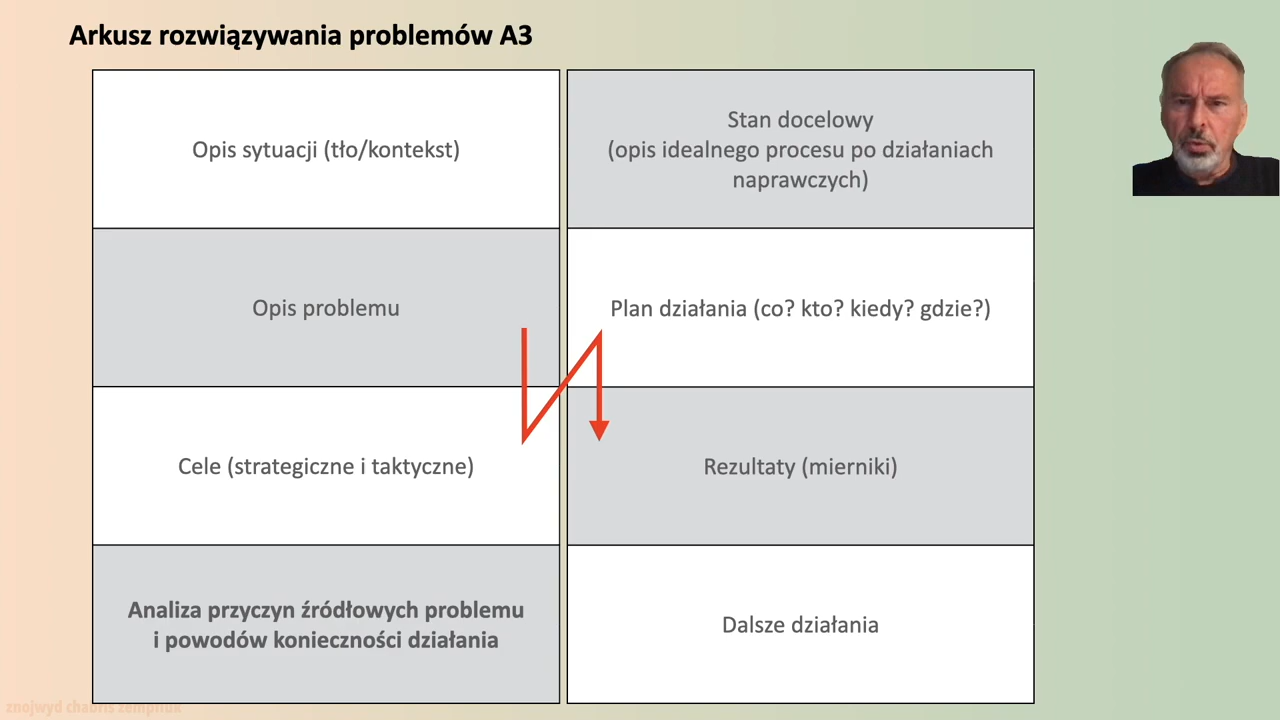 Arkusz rozwiązywania problemów A3
Opis sytuacji (tło/kontekst)
Opis problemu
Cele (strategiczne i taktyczne)
Analiza przyczyn źródłowych problemu
i powodów konieczności działania
Stan docelowy
(opis idealnego procesu po działaniach
naprawczych)
Plan działania (co? kto? kiedy? gdzie?)
Rezultaty (mierniki)
Dalsze działania
znojwyd chabris